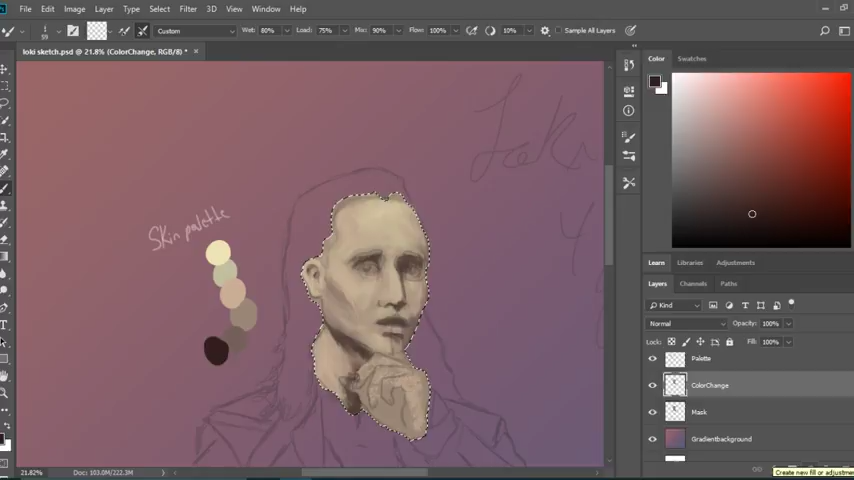 File Edit Image Layer Type Select Filter 3D View Window Help
59 Custom Wet: 80% Load: 75% Mix: 90% Flow: 100% 10% Sample All Layers
loki sketch.psd @ 21.8% (ColorChange, RGB/8) * ×
Color Swatches
Loki
Skin palette
Learn Libraries Adjustments
Layers Channels Paths
Kind
Normal Opacity: 100%
Lock: Fill: 100%
Palette
ColorChange
Mask
Gradientbackground
21.82% Doc: 103.0M/222.3M
Create new fill or adjustme